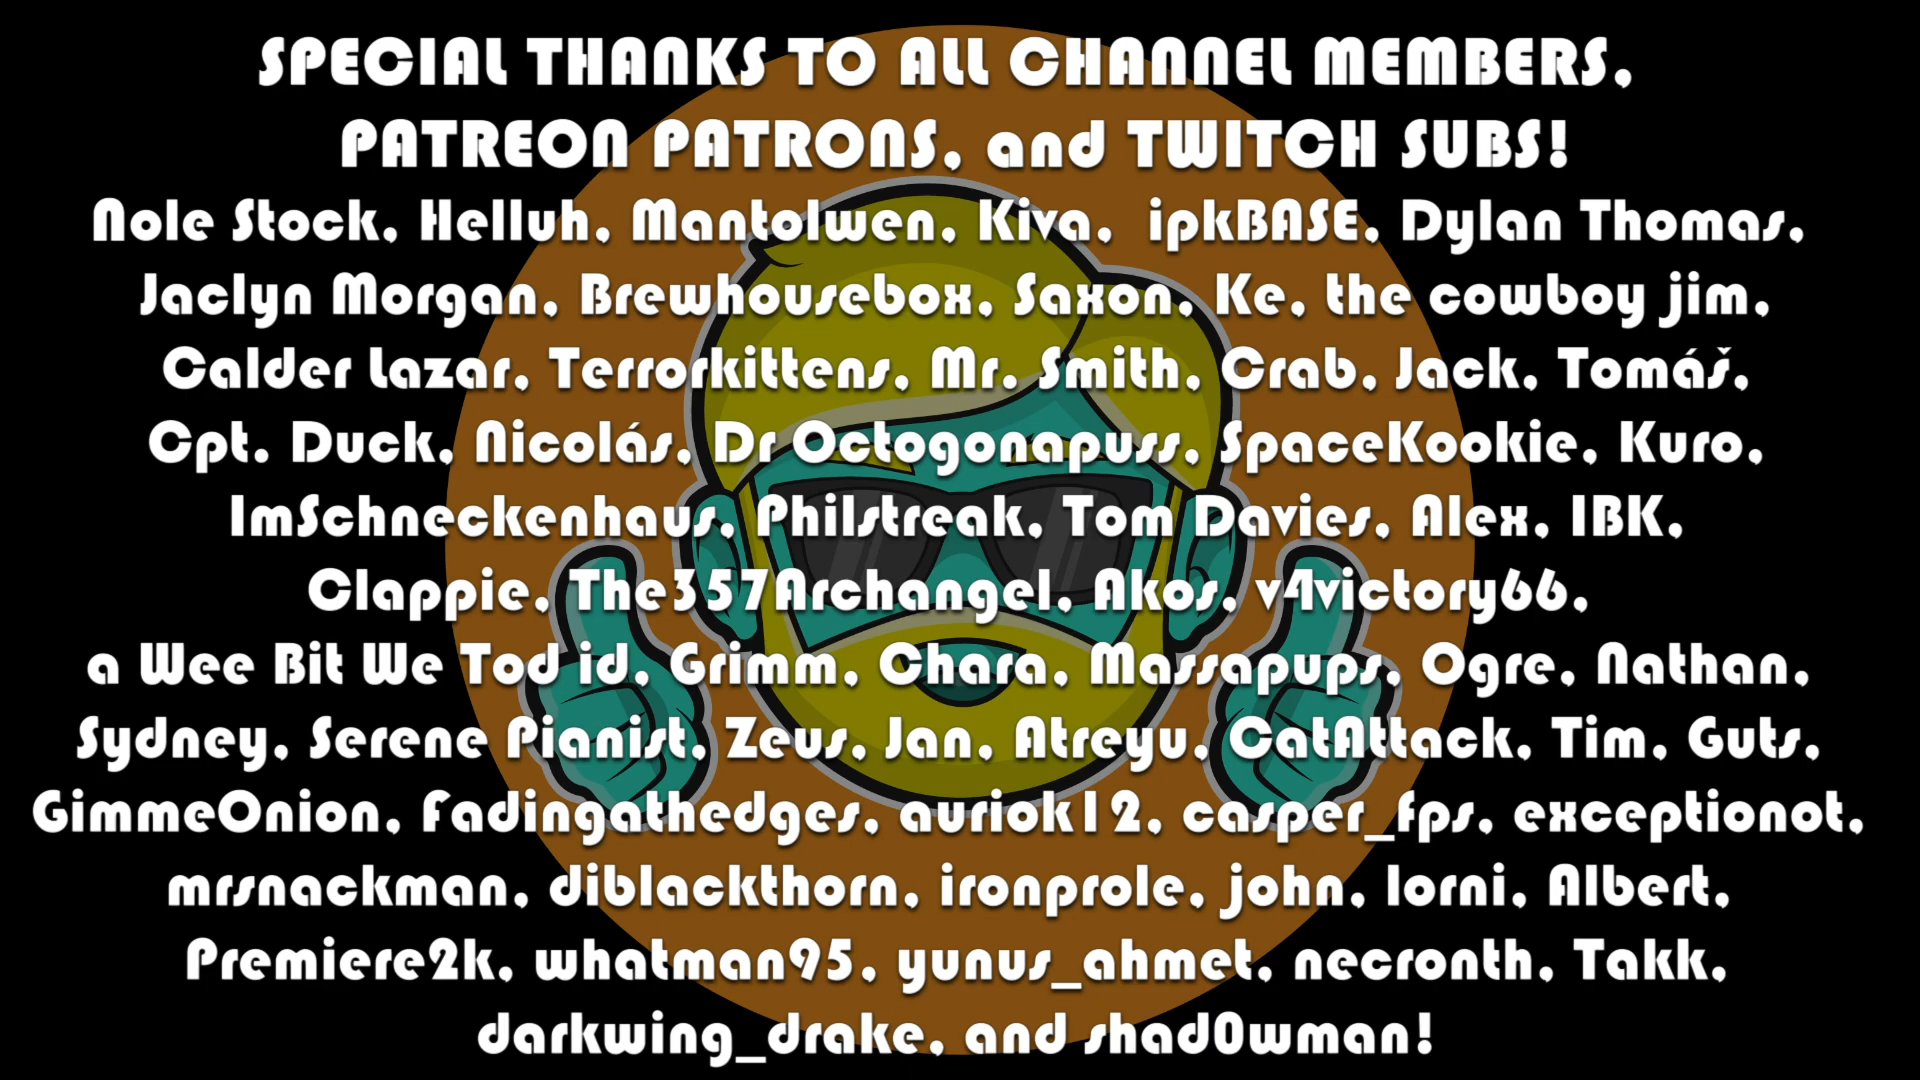 SPECIAL THANKS TO ALL CHANNEL MEMBERS,
PATREON PATRONS, and TWITCH SUBS!
Nole Stock, Helluh, Mantolwen, Kiva, ipkBASE, Dylan Thomas,
Jaclyn Morgan, Brewhousebox, Saxon, Ke, the cowboy jim,
Calder Lazar, Terrorkittens, Mr. Smith, Crab, Jack, Tomáš,
Cpt. Duck, Nicolás, Dr Octogonapuss, SpaceKookie, Kuro,
ImSchneckenhaus, Philstreak, Tom Davies, Alex, IBK,
Clappie, The357Archangel, Akos, v4victory66,
a Wee Bit We Tod id, Grimm, Chara, Massapups, Ogre, Nathan,
Sydney, Serene Pianist, Zeus, Jan, Atreyu, CatAttack, Tim, Guts,
GimmeOnion, Fadingathedges, auriok12, casper_fps, exceptionot,
mrsnackman, diblackthorn, ironprole, john, lorni, Albert,
Premiere2k, whatman95, yunus_ahmet, necronth, Takk,
darkwing_drake, and shad0wman!